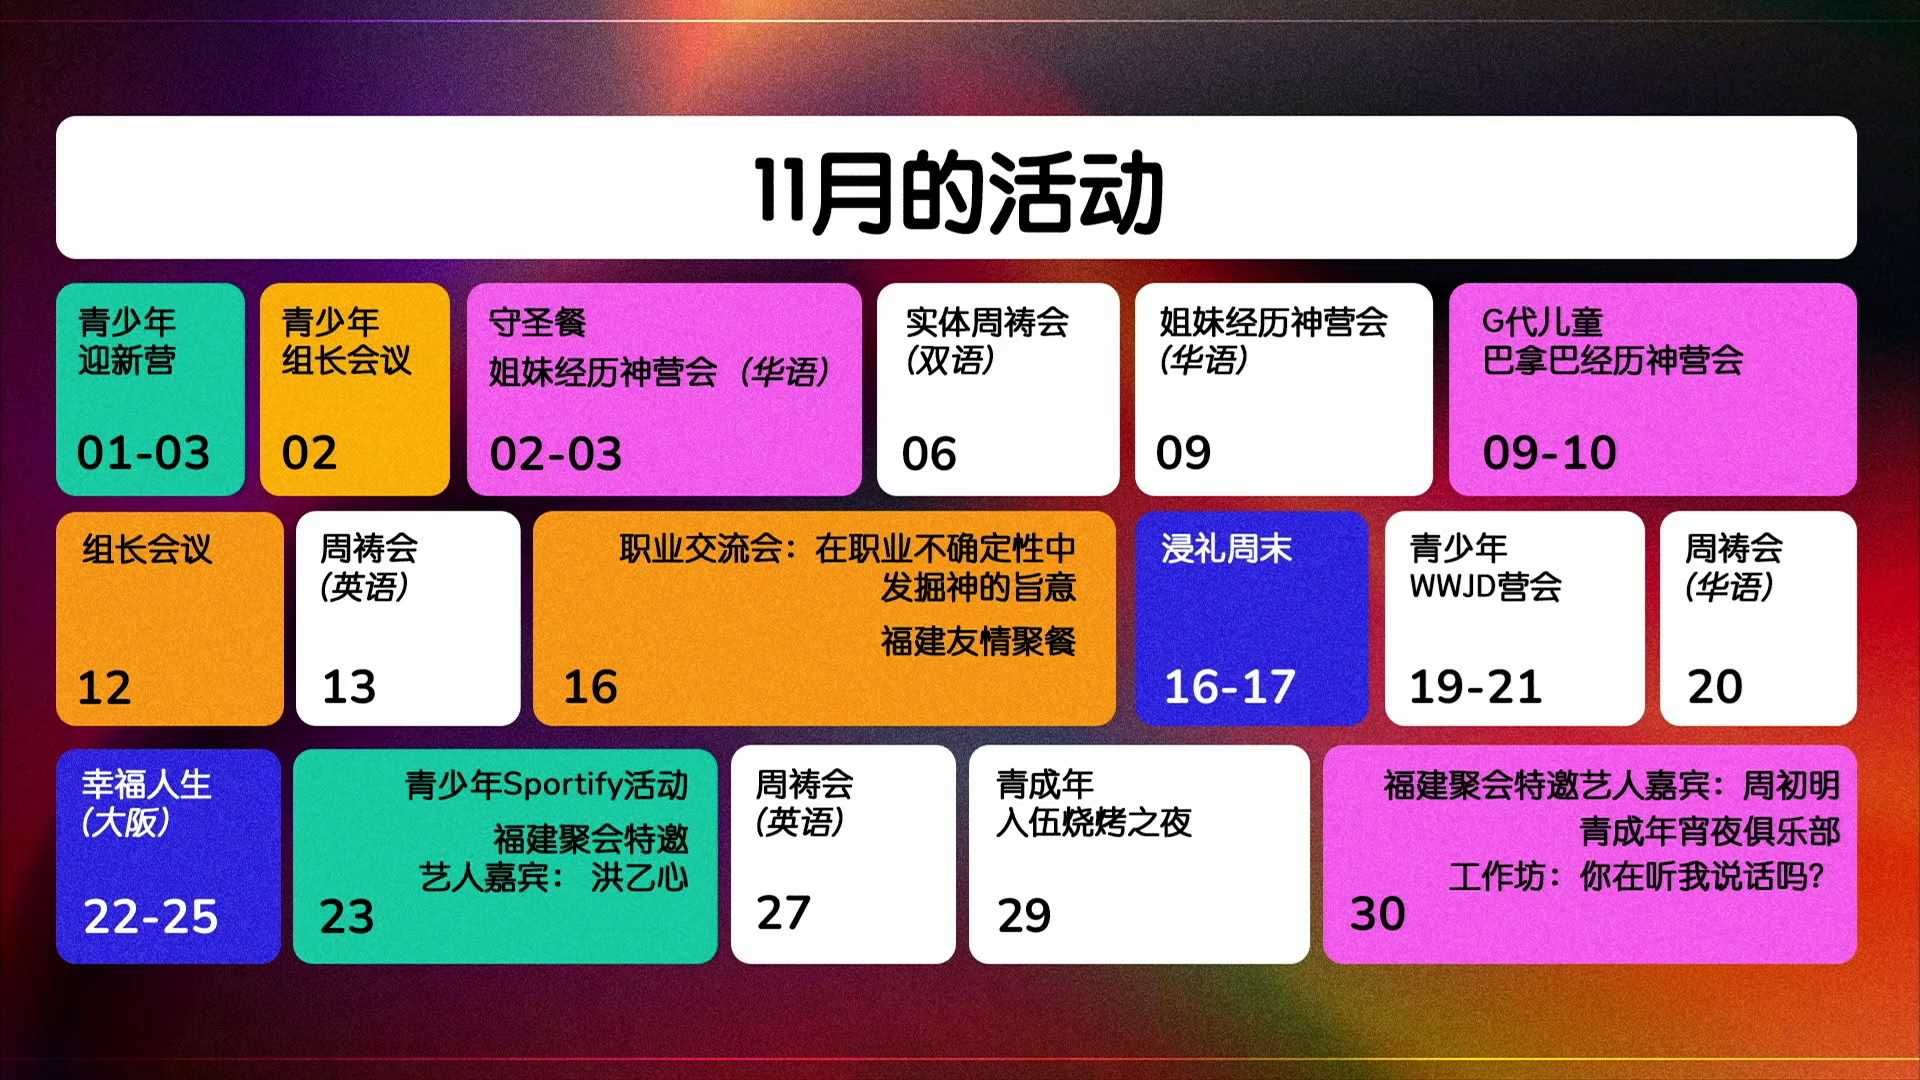 11月的活动
青少年
迎新营
01-03
青少年
组长会议
02
守圣餐
姐妹经历神营会（华语）
02-03
实体周祷会
(双语)
06
姐妹经历神营会
(华语)
09
G代儿童
巴拿巴经历神营会
09-10
组长会议
12
周祷会
(英语)
13
职业交流会：在职业不确定性中
发掘神的旨意
福建友情聚餐
16
浸礼周末
16-17
青少年
WWJD营会
19-21
周祷会
(华语)
20
幸福人生
(大阪)
22-25
青少年Sportify活动
福建聚会特邀
艺人嘉宾： 洪乙心
23
周祷会
(英语)
27
青成年
入伍烧烤之夜
29
福建聚会特邀艺人嘉宾：周初明
青成年宵夜俱乐部
工作坊：你在听我说话吗？
30